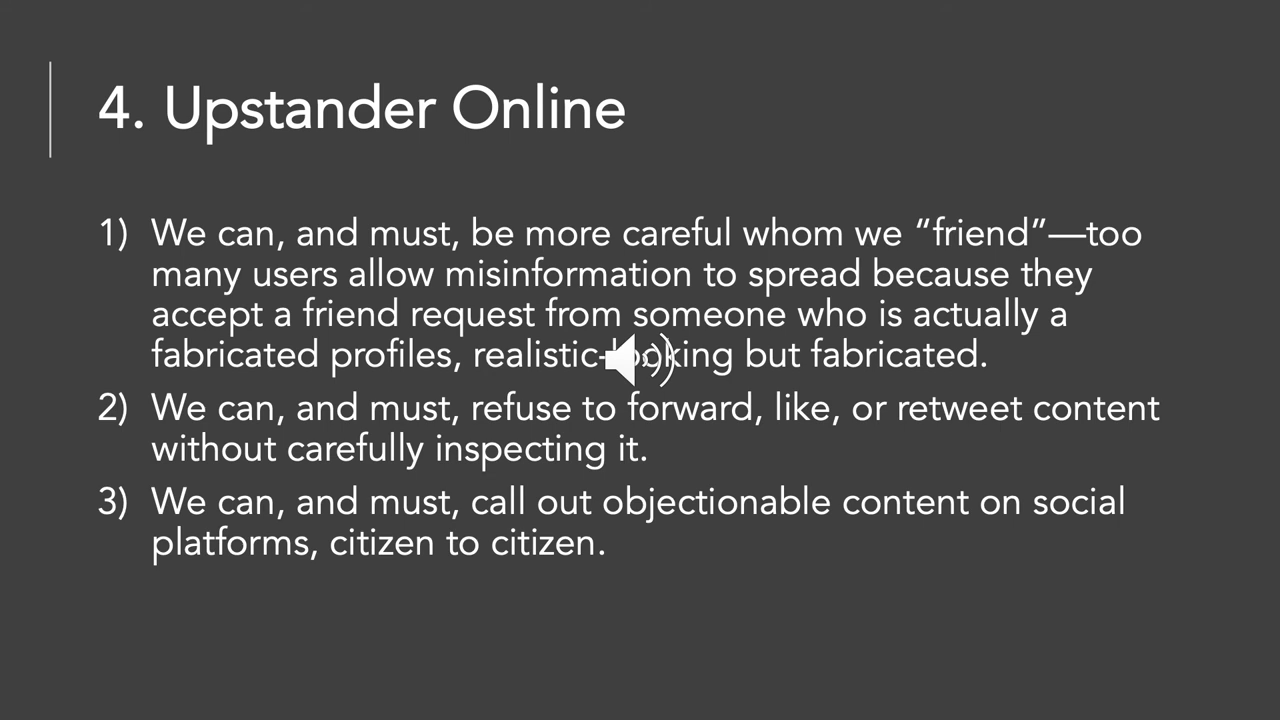 4. Upstander Online
1) We can, and must, be more careful whom we “friend”—too
many users allow misinformation to spread because they
accept a friend request from someone who is actually a
fabricated profiles, realistic-looking but fabricated.
2) We can, and must, refuse to forward, like, or retweet content
without carefully inspecting it.
3) We can, and must, call out objectionable content on social
platforms, citizen to citizen.